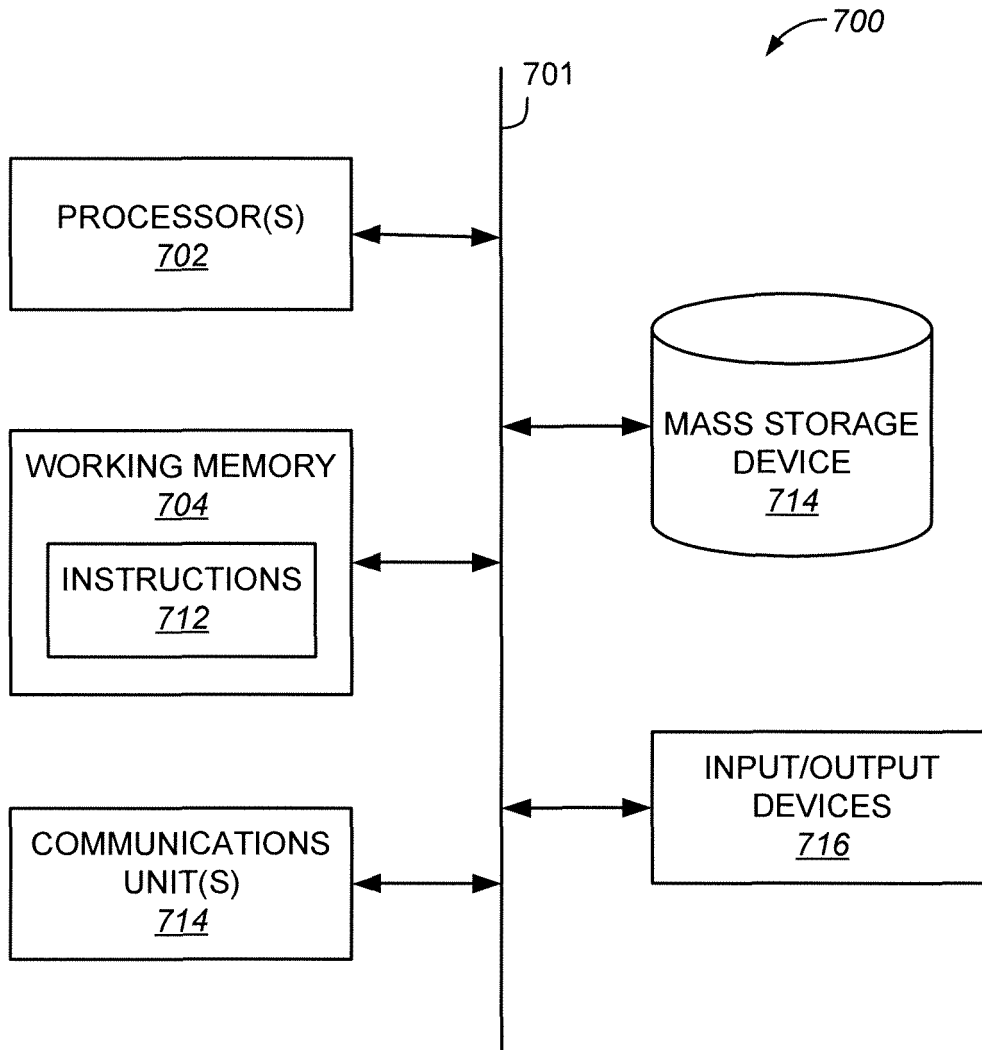 700
701
PROCESSOR(S)
702
MASS STORAGE
DEVICE
714
WORKING MEMORY
704
INSTRUCTIONS
712
INPUT/OUTPUT
DEVICES
716
COMMUNICATIONS
UNIT(S)
714